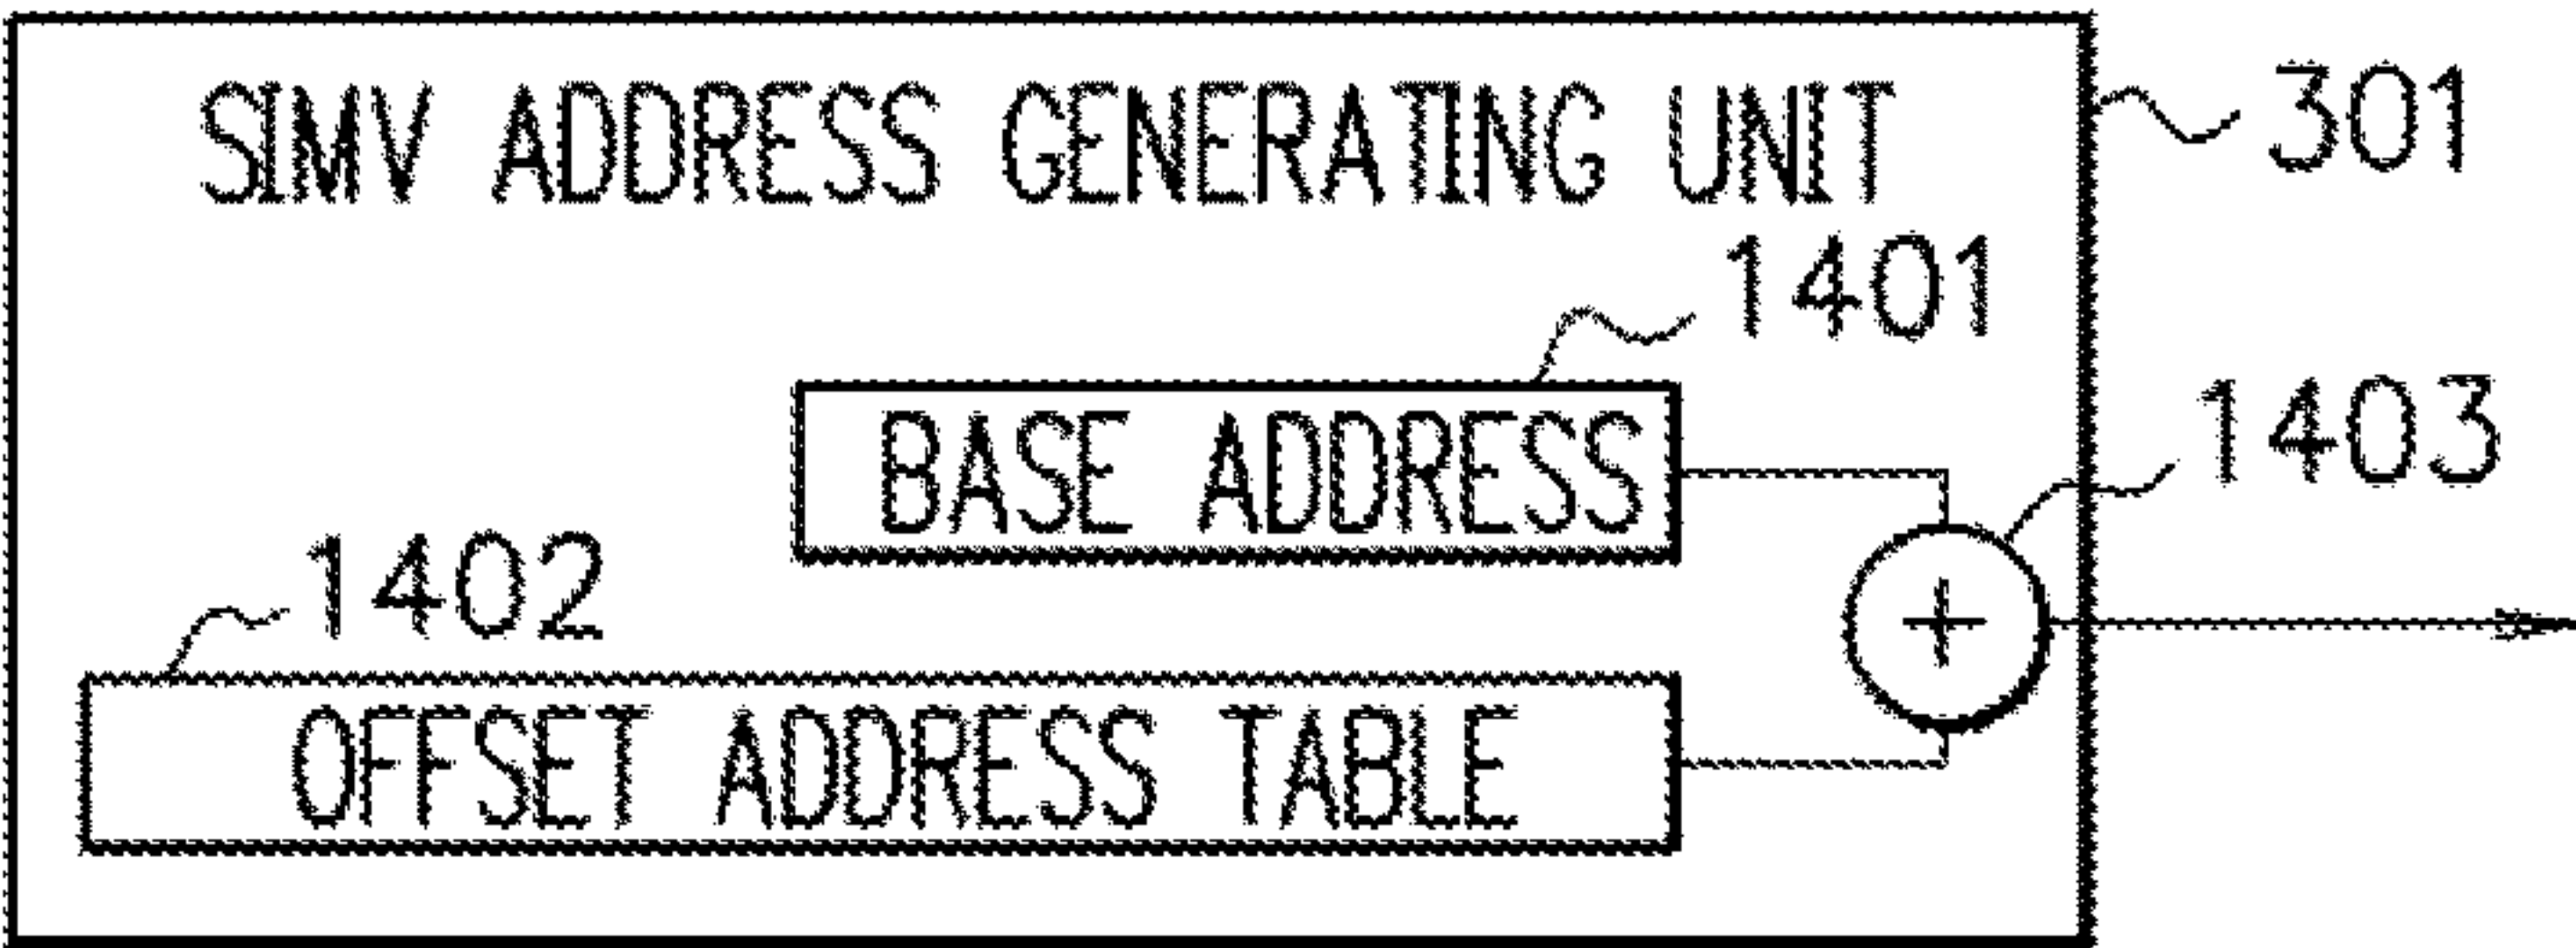 SIMV ADDRESS GENERATING UNIT
301
1401
BASE ADDRESS
1403
1402
+
OFFSET ADDRESS TABLE